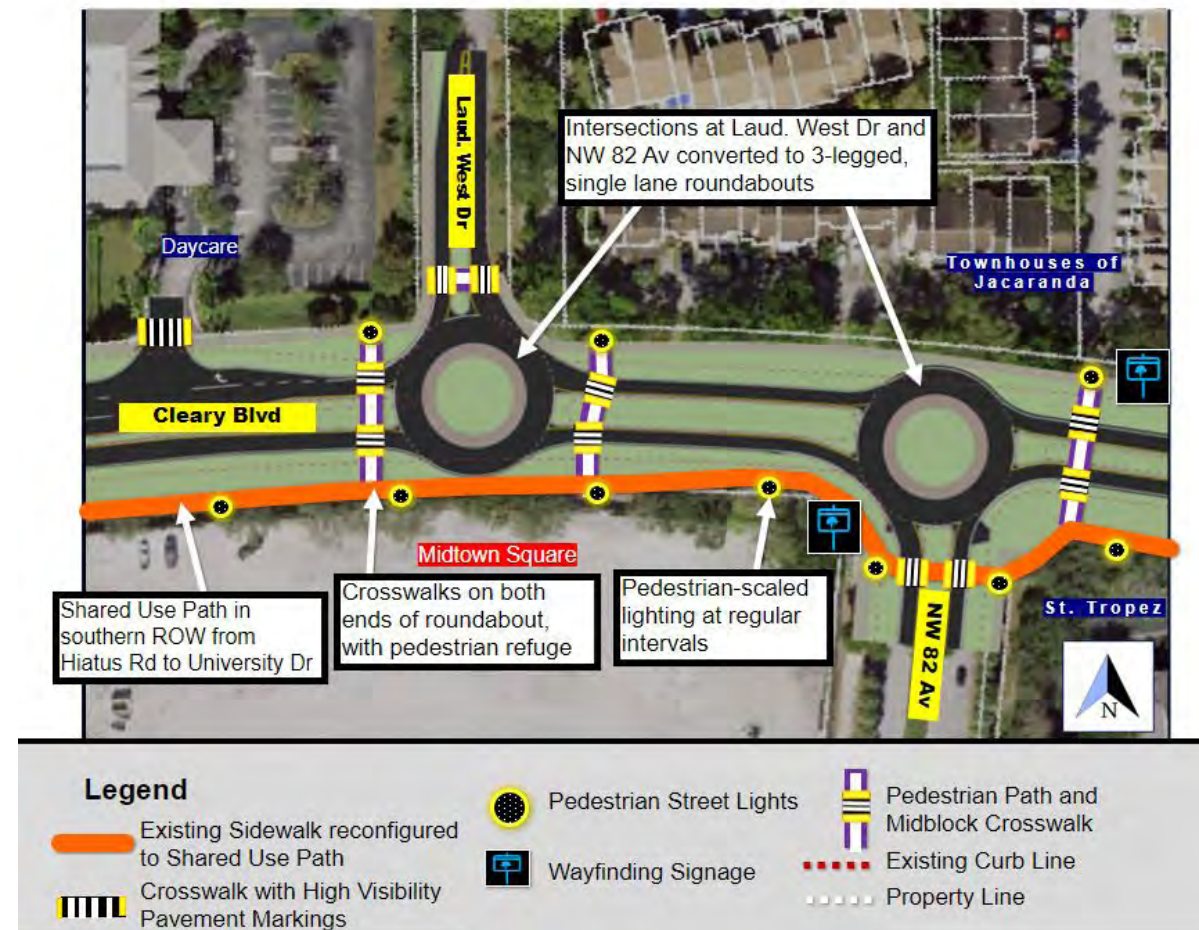 Laud. West Dr
Intersections at Laud. West Dr and
NW 82 Av converted to 3-legged,
single lane roundabouts
Daycare
Townhouses of
Jacaranda
Cleary Blvd
Midtown Square
Shared Use Path in
southern ROW from
Hiatus Rd to University Dr
Crosswalks on both
ends of roundabout,
with pedestrian refuge
Pedestrian-scaled
lighting at regular
intervals
NW 82 Av
St. Tropez
N
Legend
Existing Sidewalk reconfigured
to Shared Use Path
Crosswalk with High Visibility
Pavement Markings
Pedestrian Street Lights
Wayfinding Signage
Pedestrian Path and
Midblock Crosswalk
Existing Curb Line
Property Line